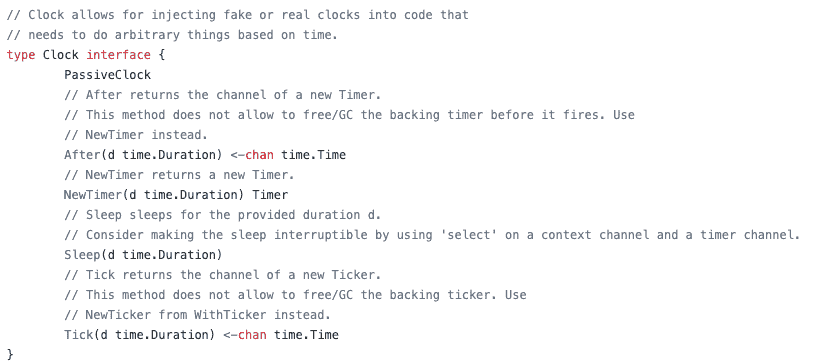 // Clock allows for injecting fake or real clocks into code that
// needs to do arbitrary things based on time.
type Clock interface {
        PassiveClock
        // After returns the channel of a new Timer.
        // This method does not allow to free/GC the backing timer before it fires. Use
        // NewTimer instead.
        After(d time.Duration) <-chan time.Time
        // NewTimer returns a new Timer.
        NewTimer(d time.Duration) Timer
        // Sleep sleeps for the provided duration d.
        // Consider making the sleep interruptible by using 'select' on a context channel and a timer channel.
        Sleep(d time.Duration)
        // Tick returns the channel of a new Ticker.
        // This method does not allow to free/GC the backing ticker. Use
        // NewTicker from WithTicker instead.
        Tick(d time.Duration) <-chan time.Time
}